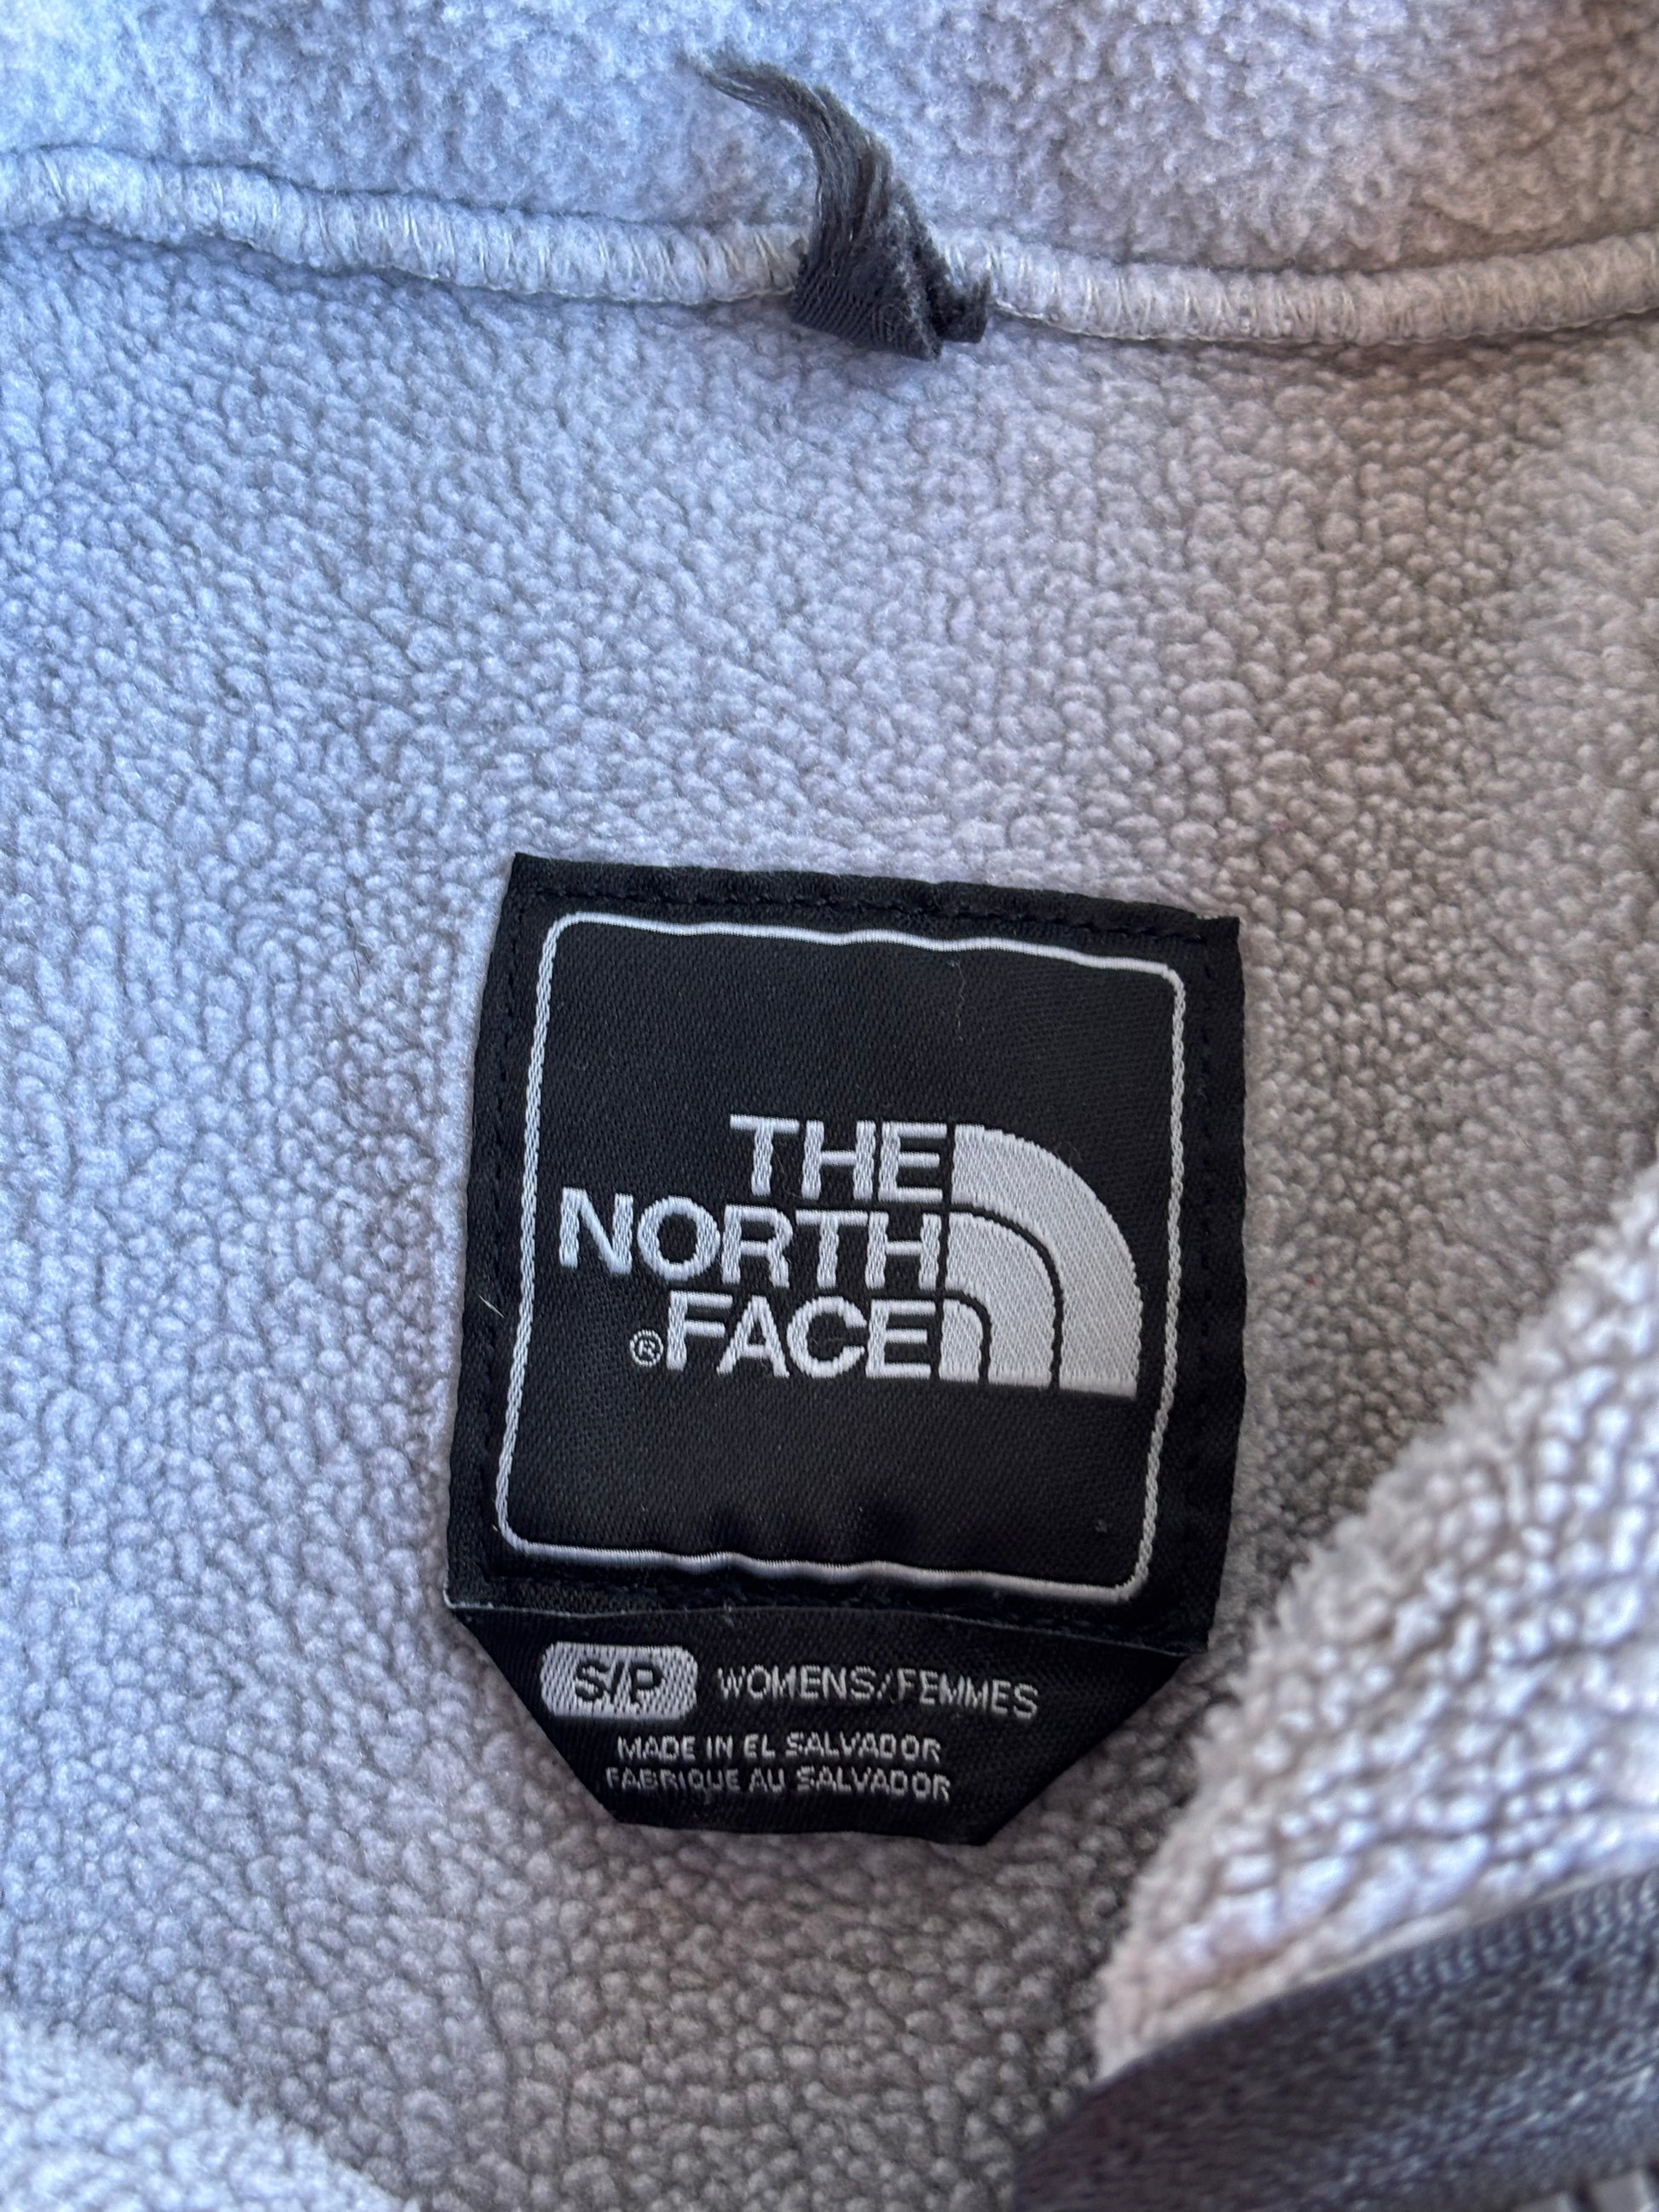 THE
NORTH
®FACE
S/P WOMENS/FEMMES
MADE IN EL SALVADOR
FABRIQUE AU SALVADOR